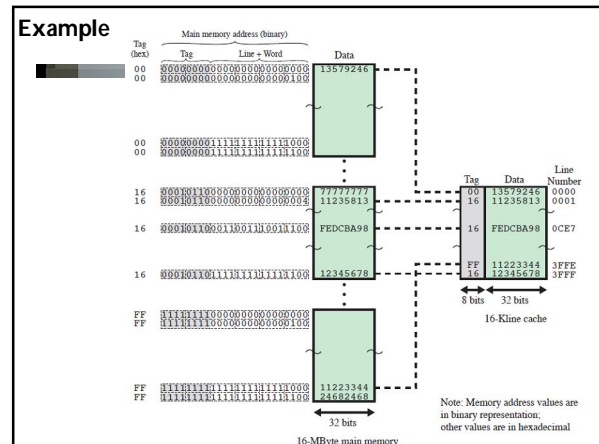 Example
Main memory address (binary)
Tag (hex)
Tag Line + Word Data
00 000000000000000000000000 13579246
00 000000000000000000000100
00 000000001111111111111000
00 000000001111111111111100
16 000101100000000000000000 77777777
16 000101100000000000000004 11235813
16 000101100011001110011100 FEDCBA98
16 000101101111111111111100 12345678
FF 111111110000000000000000
FF 111111110000000000000100
FF 111111111111111111111000 11223344
FF 111111111111111111111100 24682468
32 bits
16-MByte main memory
Tag Data Line Number
00 13579246 0000
16 11235813 0001
16 FEDCBA98 0CE7
FF 11223344 3FFE
16 12345678 3FFF
8 bits 32 bits
16-Kline cache
Note: Memory address values are
in binary representation;
other values are in hexadecimal